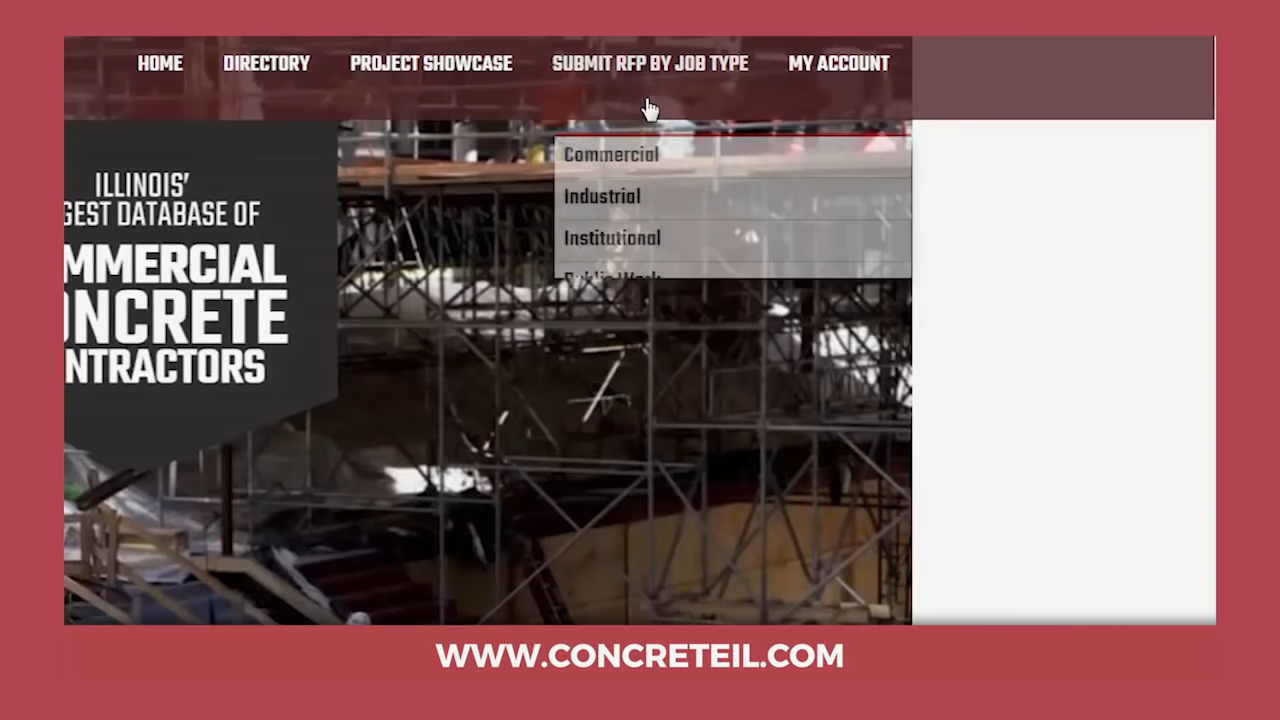 HOME DIRECTORY PROJECT SHOWCASE SUBMIT RFP BY JOB TYPE MY ACCOUNT
Commercial
Industrial
Institutional
ILLINOIS'
GEST DATABASE OF
MMERCIAL
ONCRETE
NTRACTORS
WWW.CONCRETEIL.COM